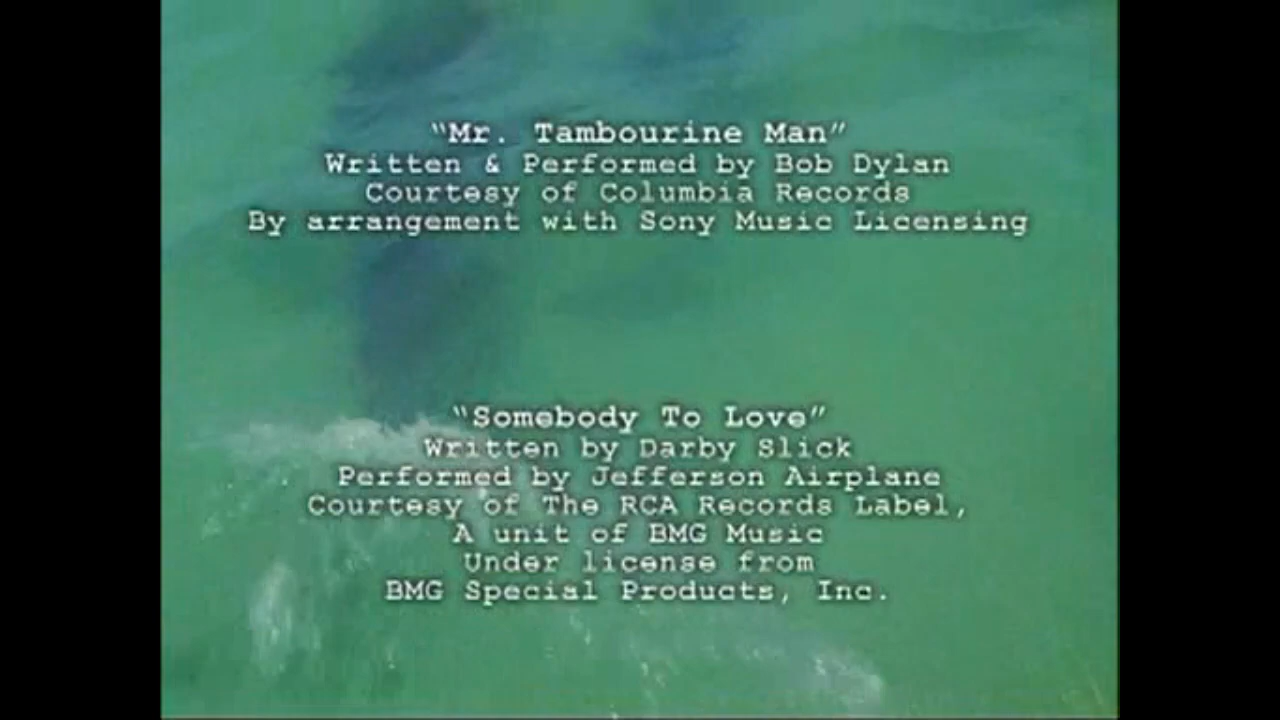 “Mr. Tambourine Man”
Written & Performed by Bob Dylan
Courtesy of Columbia Records
By arrangement with Sony Music Licensing
“Somebody To Love”
Written by Darby Slick
Performed by Jefferson Airplane
Courtesy of The RCA Records Label,
A unit of BMG Music
Under license from
BMG Special Products, Inc.